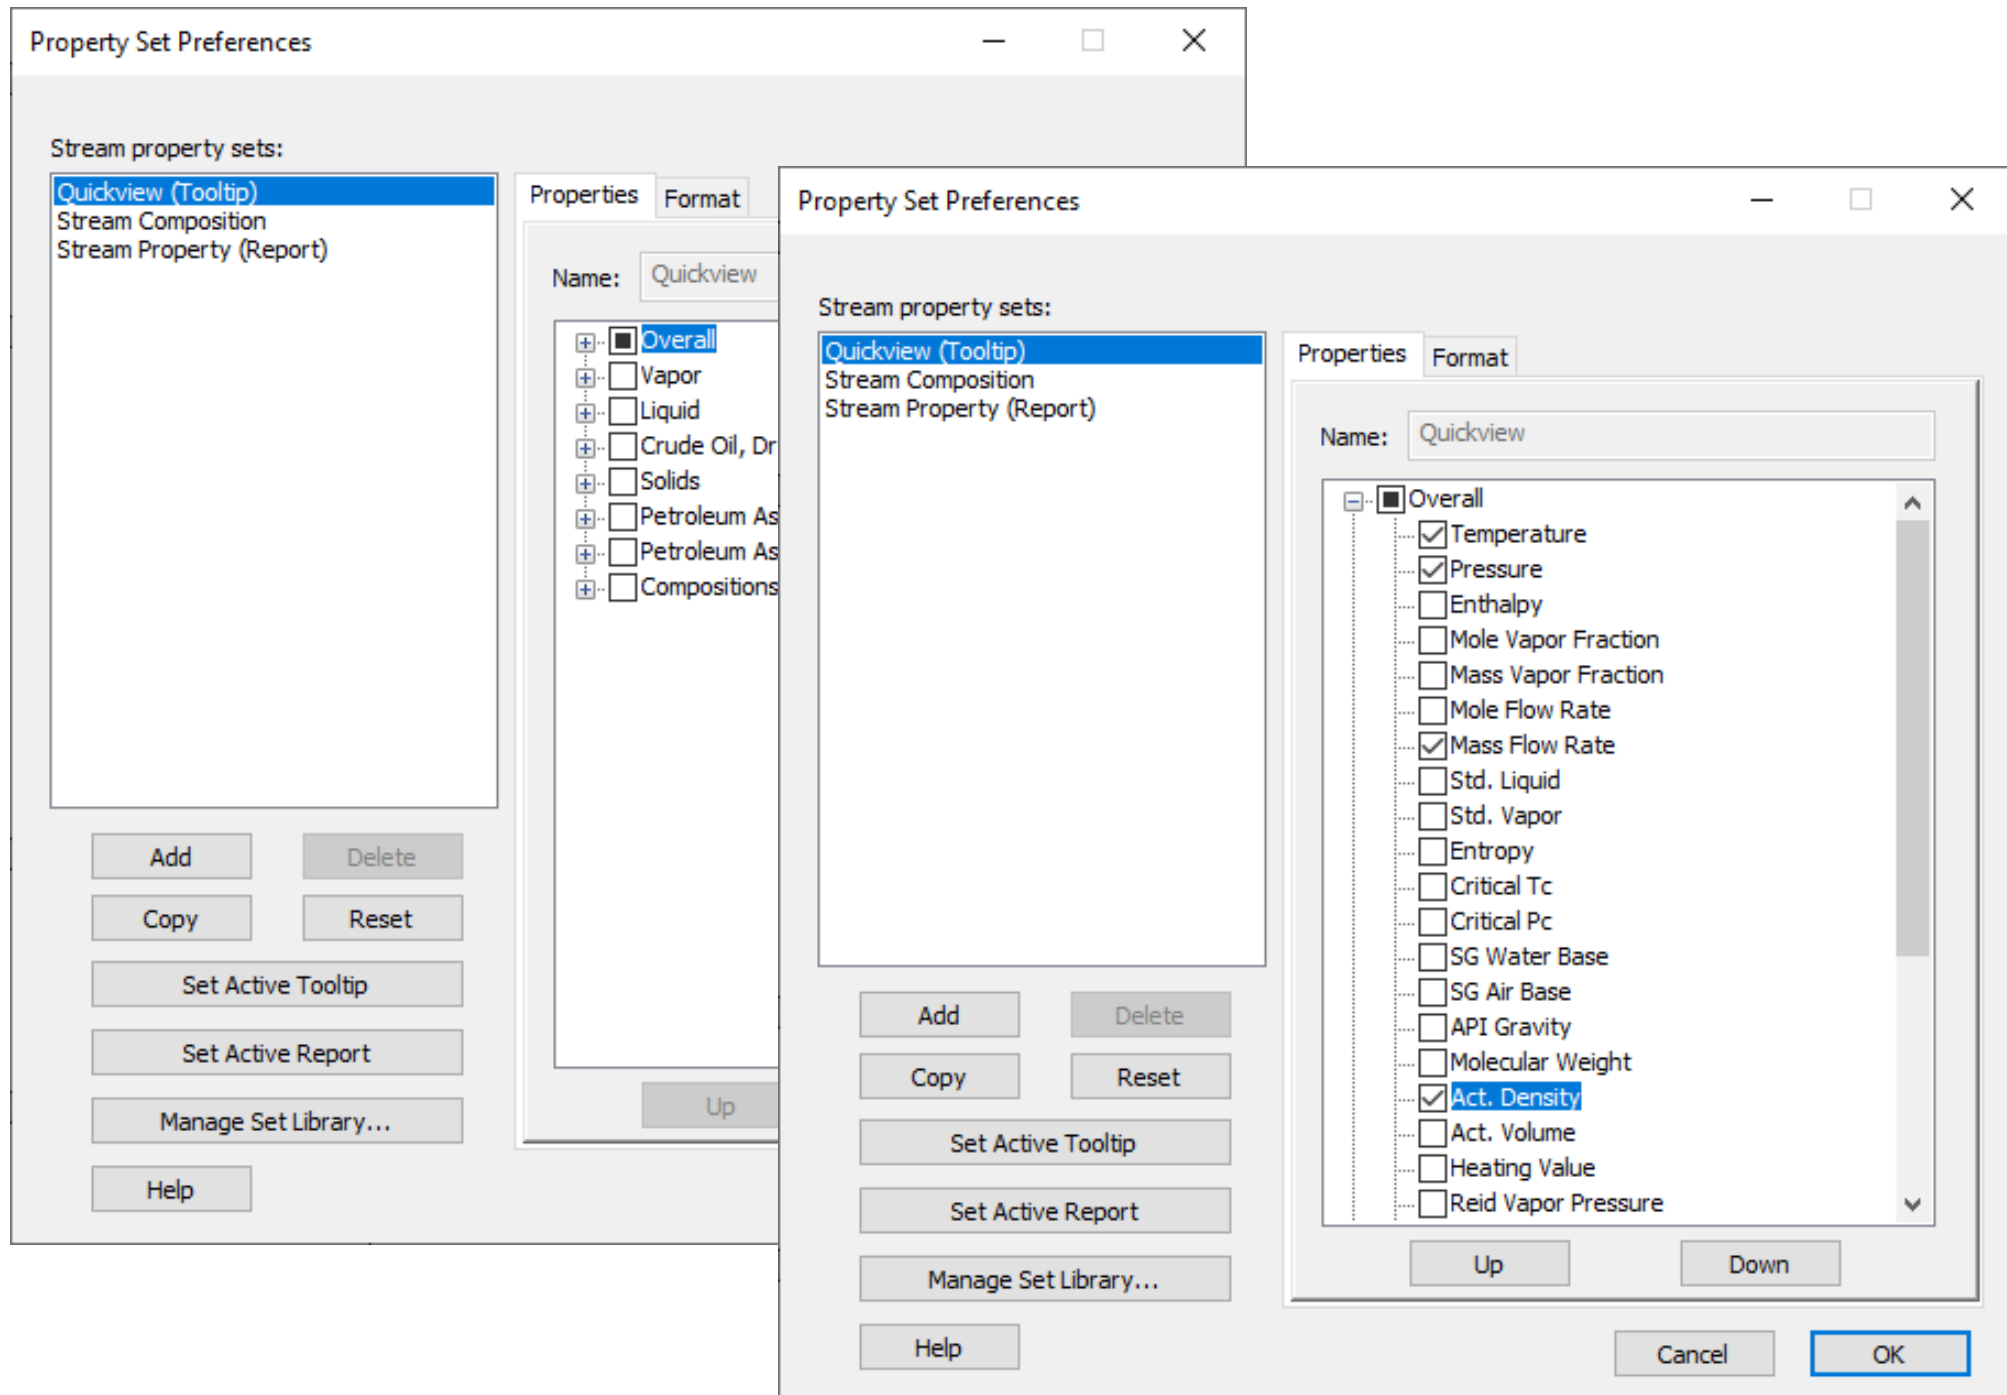 Property Set Preferences
Stream property sets:
Quickview (Tooltip)
Stream Composition
Stream Property (Report)
Add
Delete
Copy
Reset
Set Active Tooltip
Set Active Report
Manage Set Library...
Help
Properties
Format
Name:
Quickview
Overall
Vapor
Liquid
Crude Oil, Dr
Solids
Petroleum As
Petroleum As
Compositions
Up
Property Set Preferences
Stream property sets:
Quickview (Tooltip)
Stream Composition
Stream Property (Report)
Add
Delete
Copy
Reset
Set Active Tooltip
Set Active Report
Manage Set Library...
Help
Properties
Format
Name:
Quickview
Overall
Temperature
Pressure
Enthalpy
Mole Vapor Fraction
Mass Vapor Fraction
Mole Flow Rate
Mass Flow Rate
Std. Liquid
Std. Vapor
Entropy
Critical Tc
Critical Pc
SG Water Base
SG Air Base
API Gravity
Molecular Weight
Act. Density
Act. Volume
Heating Value
Reid Vapor Pressure
Up
Down
Cancel
OK